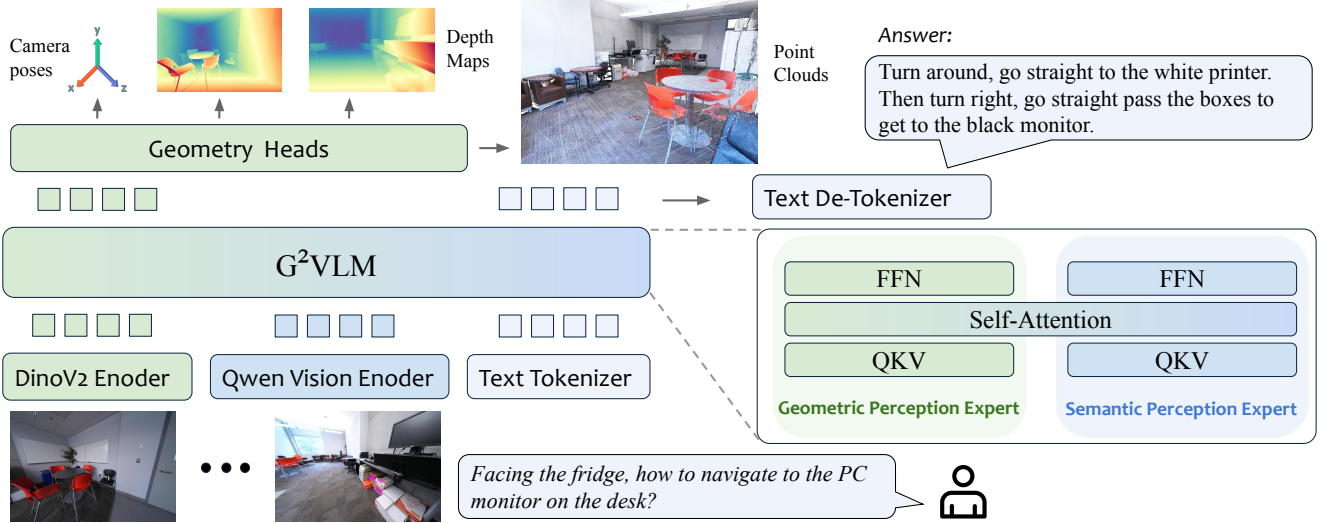 Camera
poses
y
x
z
Depth
Maps
Point
Clouds
Answer:
Turn around, go straight to the white printer.
Then turn right, go straight pass the boxes to
get to the black monitor.
Geometry Heads
Text De-Tokenizer
G²VLM
FFN
FFN
Self-Attention
QKV
QKV
Geometric Perception Expert
Semantic Perception Expert
DinoV2 Enoder
Qwen Vision Enoder
Text Tokenizer
Facing the fridge, how to navigate to the PC
monitor on the desk?